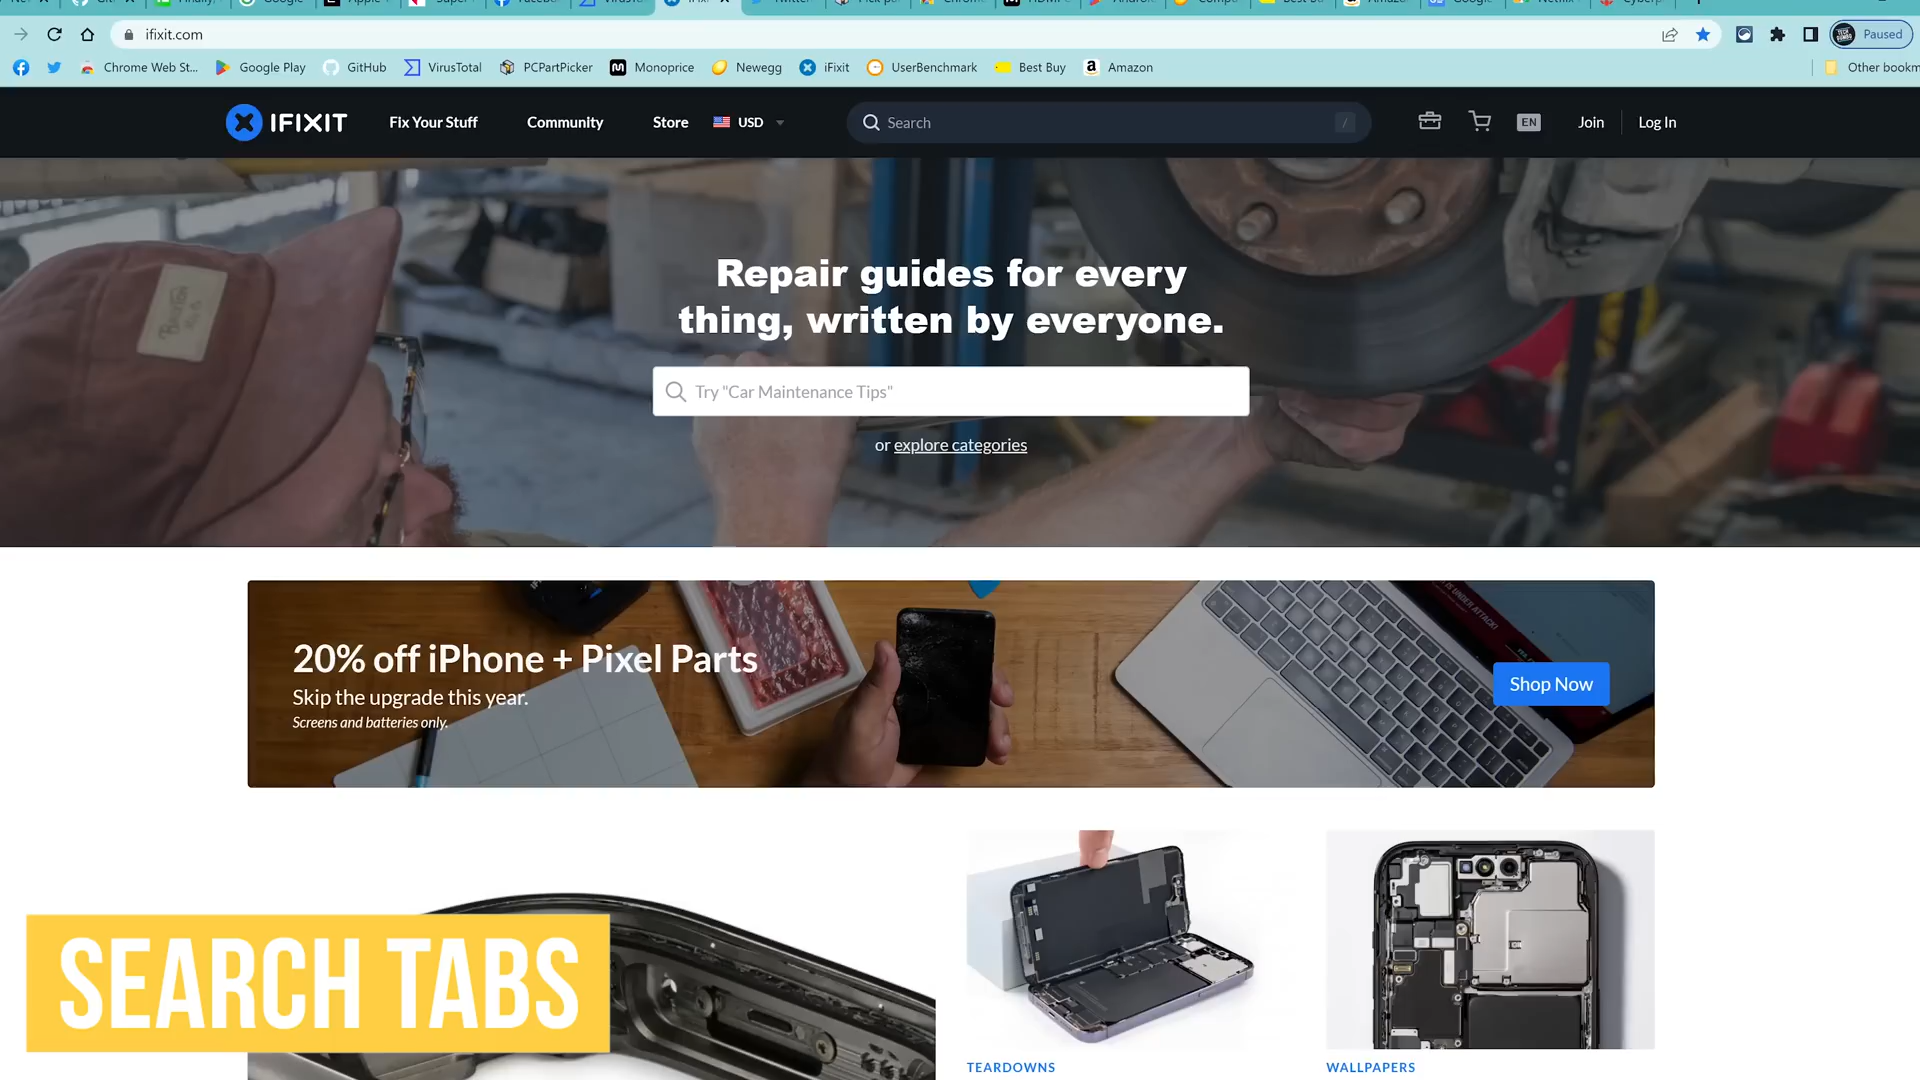 ifixit.com
Paused
Chrome Web St... Google Play GitHub VirusTotal PCPartPicker Monoprice Newegg iFixit UserBenchmark Best Buy Amazon Other bookm
IFIXIT Fix Your Stuff Community Store USD Search / EN Join Log In
Repair guides for every
thing, written by everyone.
Try "Car Maintenance Tips"
or explore categories
20% off iPhone + Pixel Parts
Skip the upgrade this year.
Screens and batteries only.
Shop Now
SEARCH TABS
TEARDOWNS
WALLPAPERS